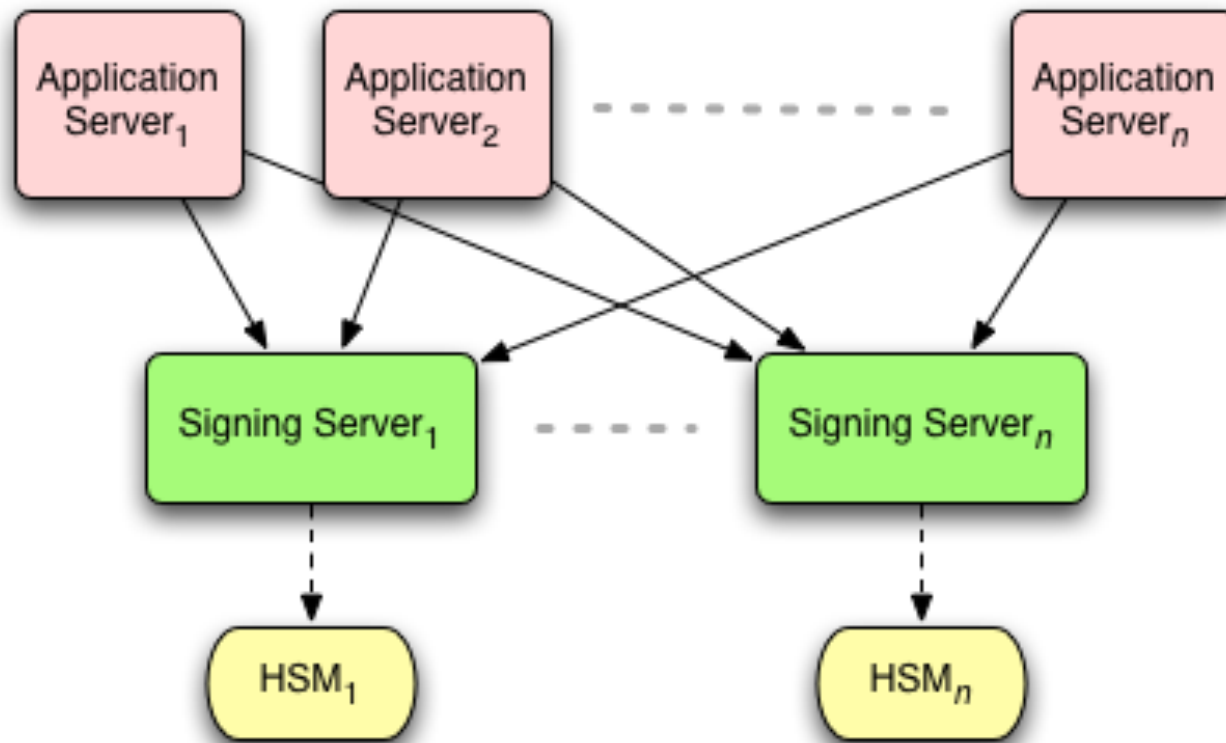 Application
Server1
Application
Server2
Application
Servern
Signing Server1
Signing Servern
HSM1
HSMn